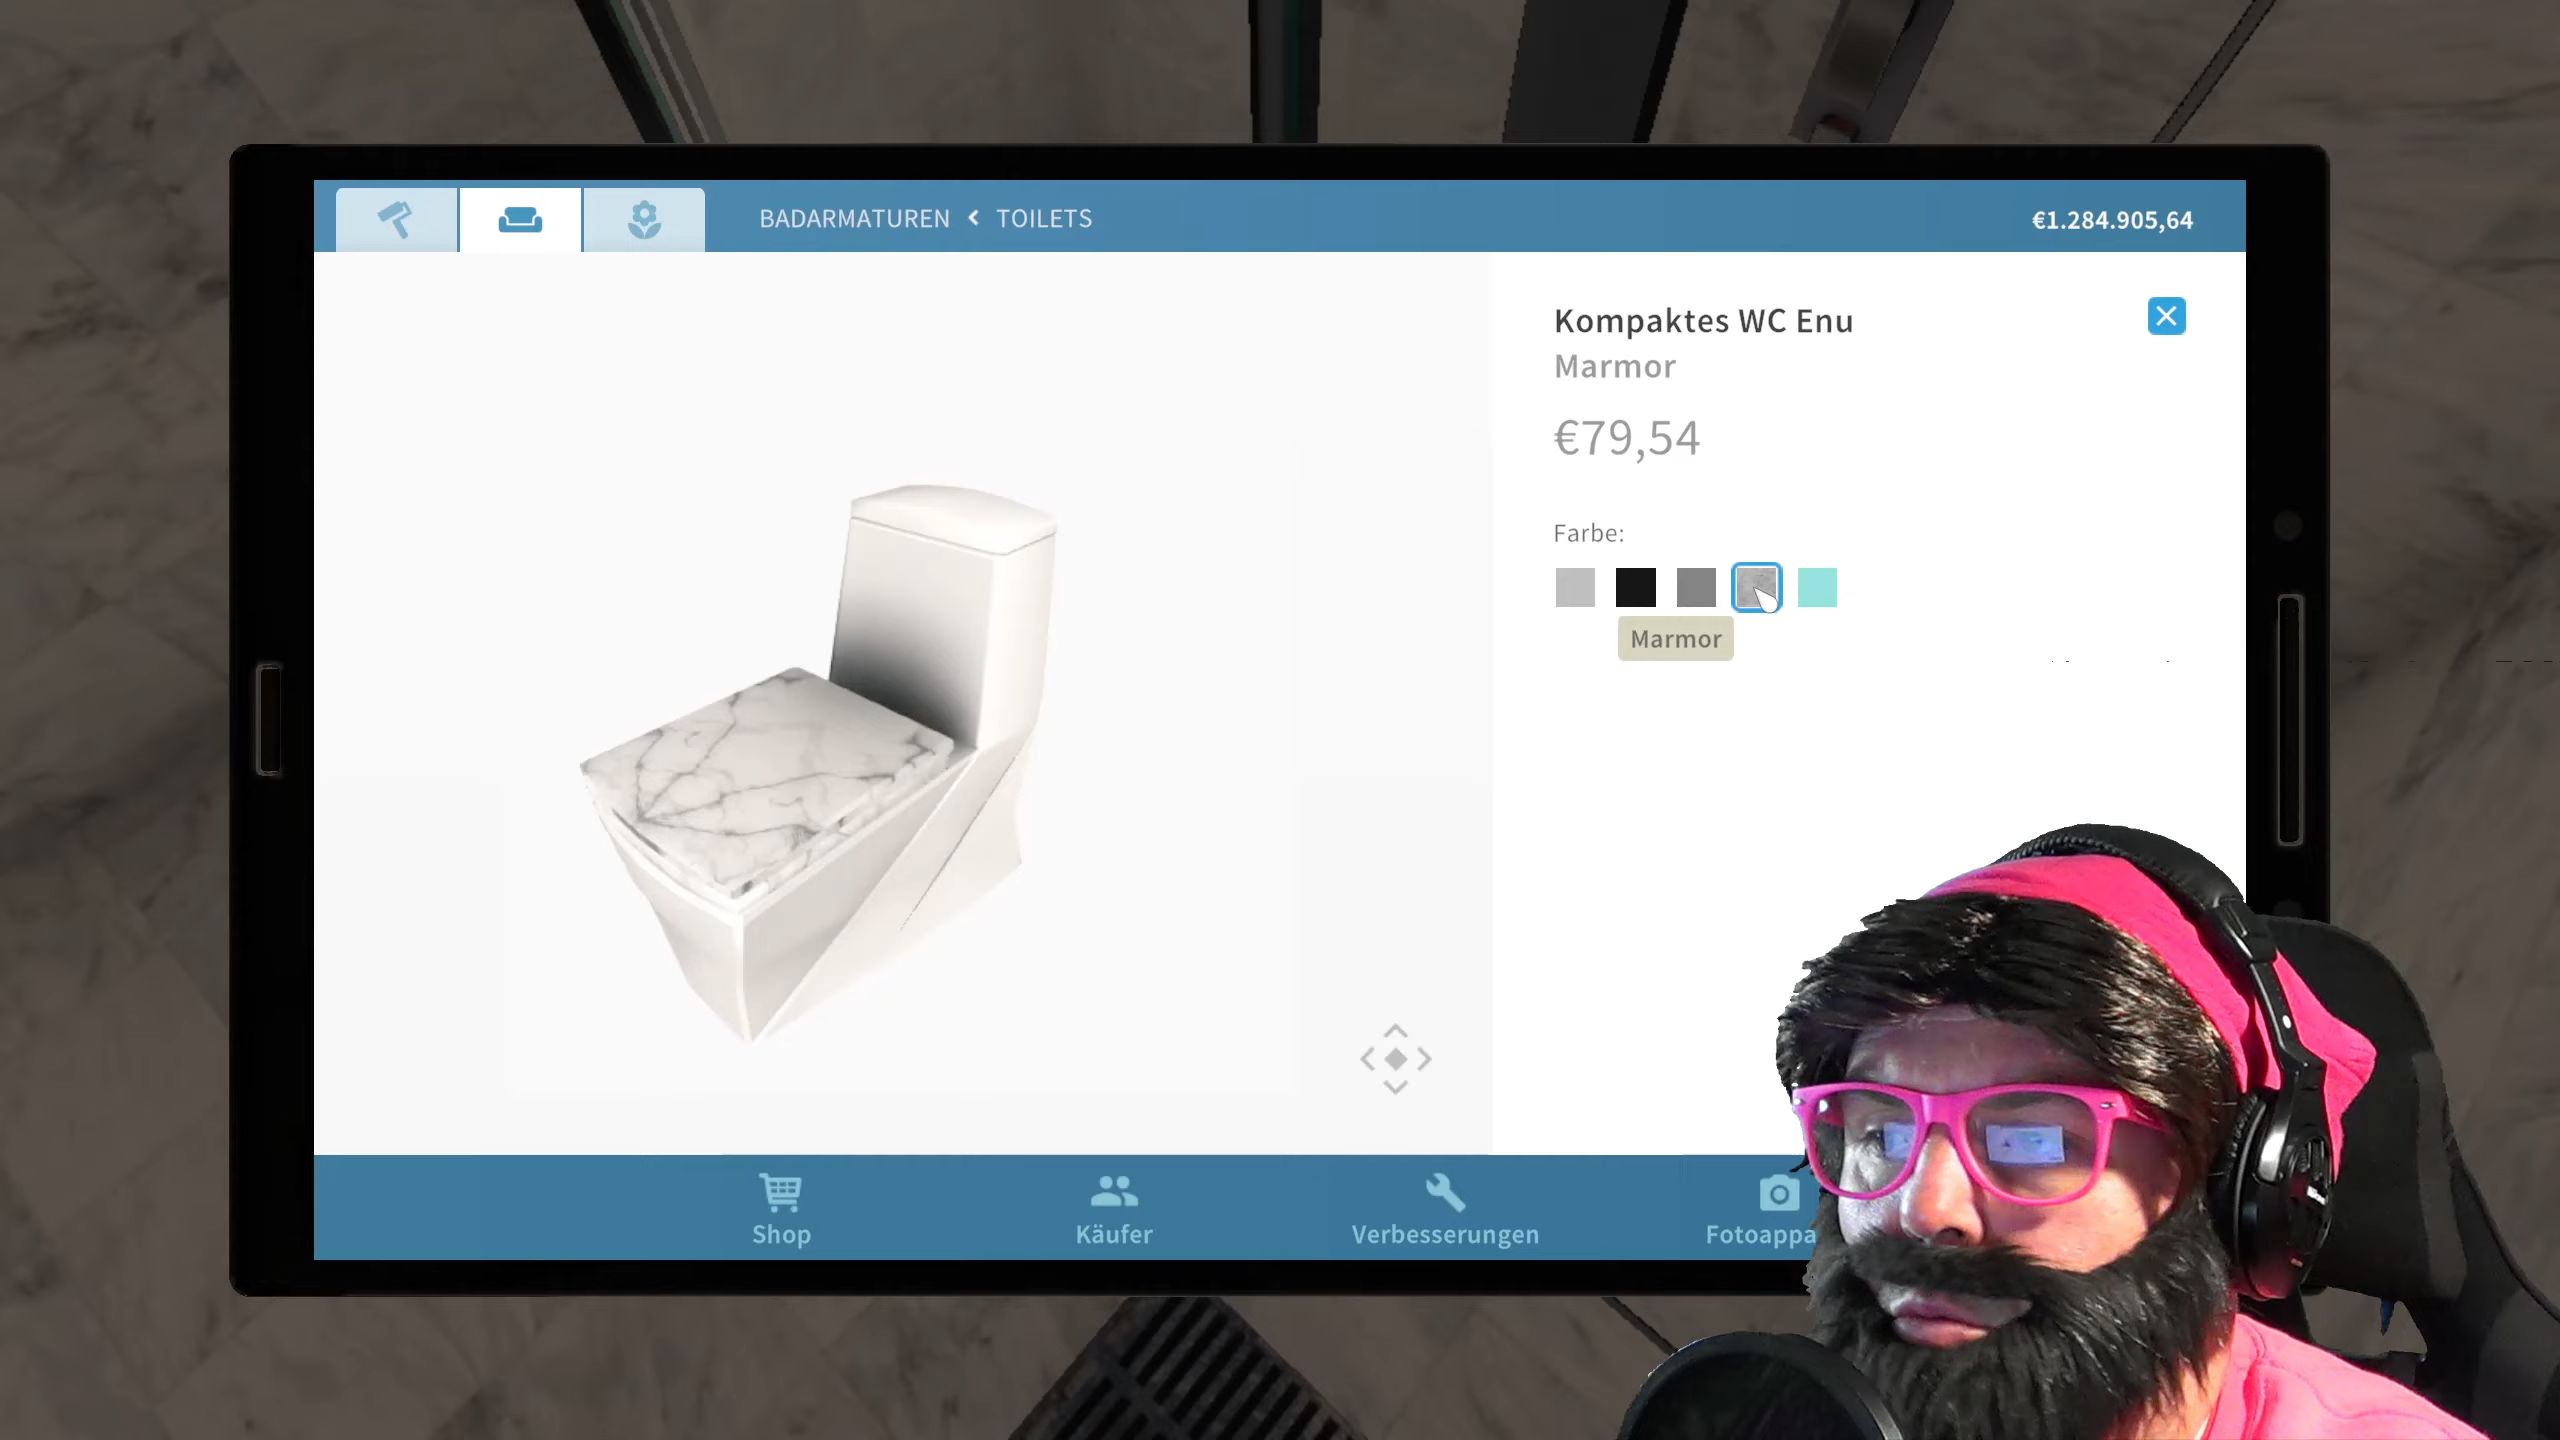 BADARMATUREN < TOILETS
€1.284.905,64
Kompaktes WC Enu
Marmor
€79,54
Farbe:
Marmor
Shop
Käufer
Verbesserungen
Fotoappa